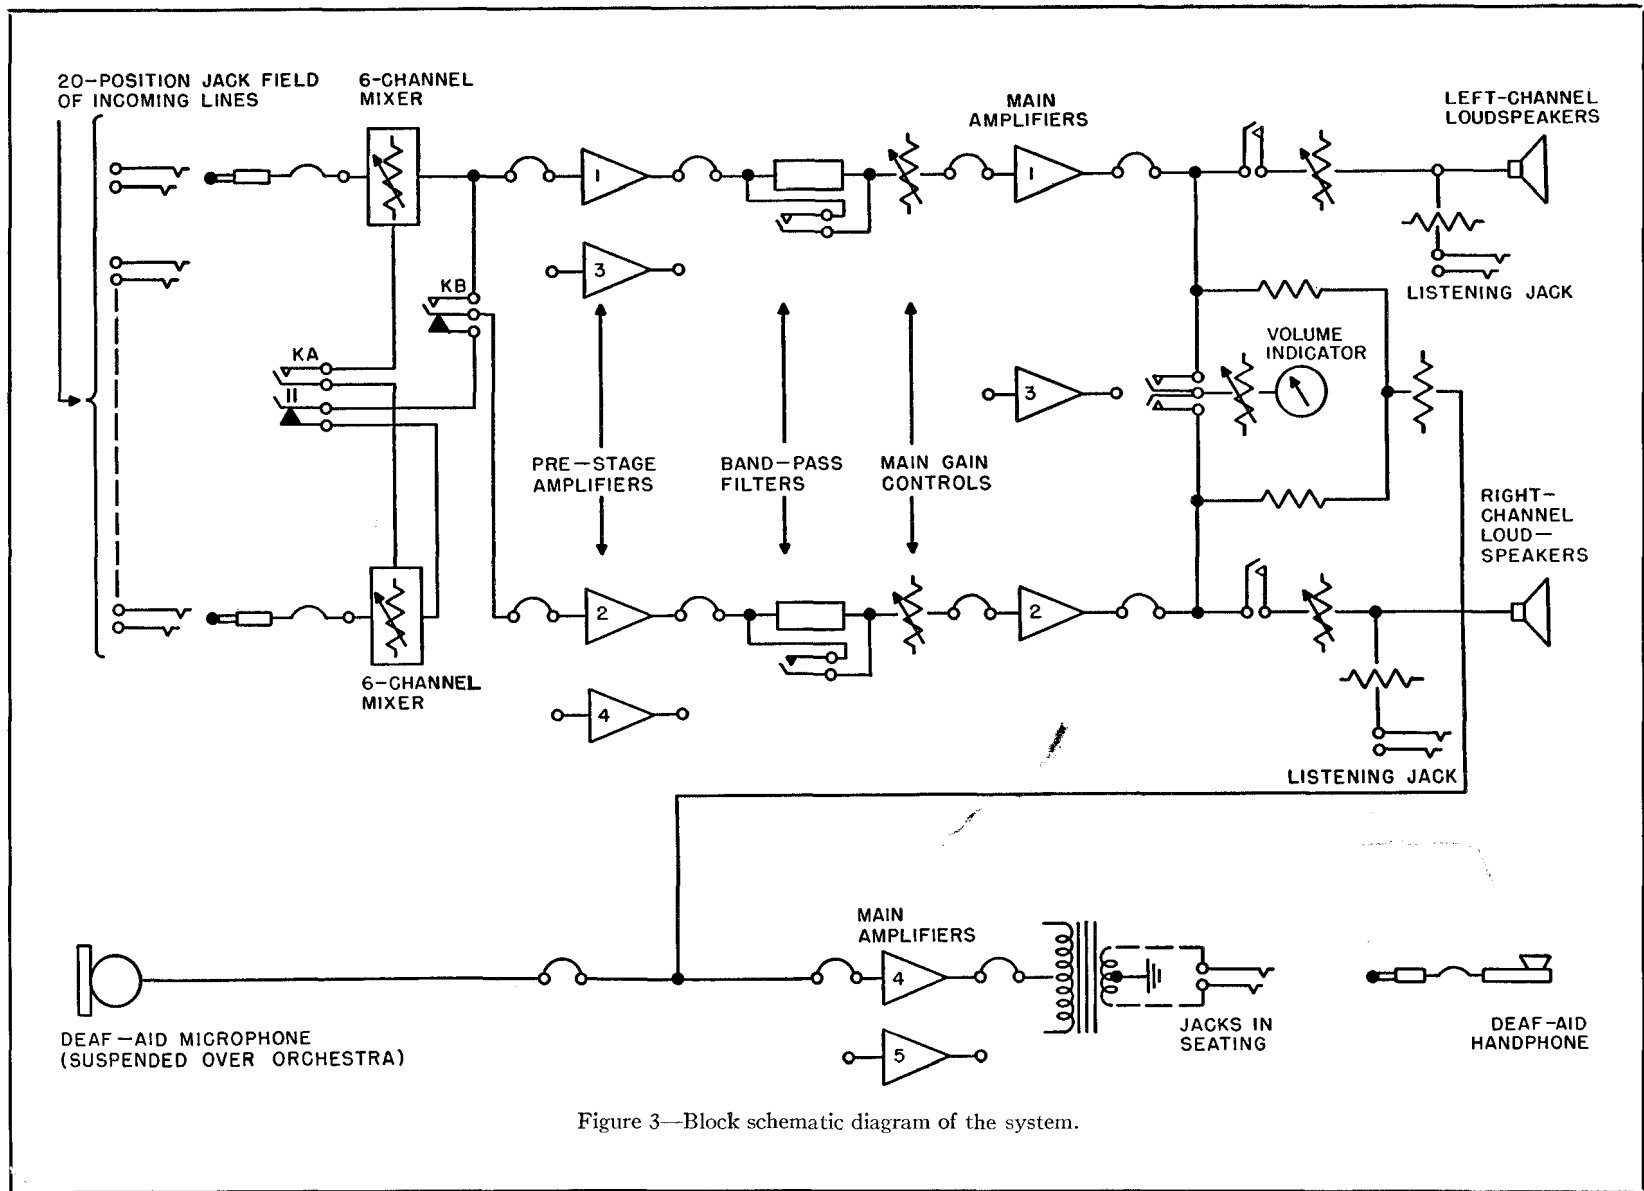 20-POSITION JACK FIELD
OF INCOMING LINES
6-CHANNEL
MIXER
MAIN
AMPLIFIERS
LEFT-CHANNEL
LOUDSPEAKERS
1
1
3
KB
LISTENING JACK
KA
VOLUME
INDICATOR
3
PRE-STAGE
AMPLIFIERS
BAND-PASS
FILTERS
MAIN GAIN
CONTROLS
RIGHT-
CHANNEL
LOUD-
SPEAKERS
2
2
6-CHANNEL
MIXER
4
LISTENING JACK
MAIN
AMPLIFIERS
4
DEAF-AID MICROPHONE
(SUSPENDED OVER ORCHESTRA)
JACKS IN
SEATING
DEAF-AID
HANDPHONE
5
Figure 3—Block schematic diagram of the system.